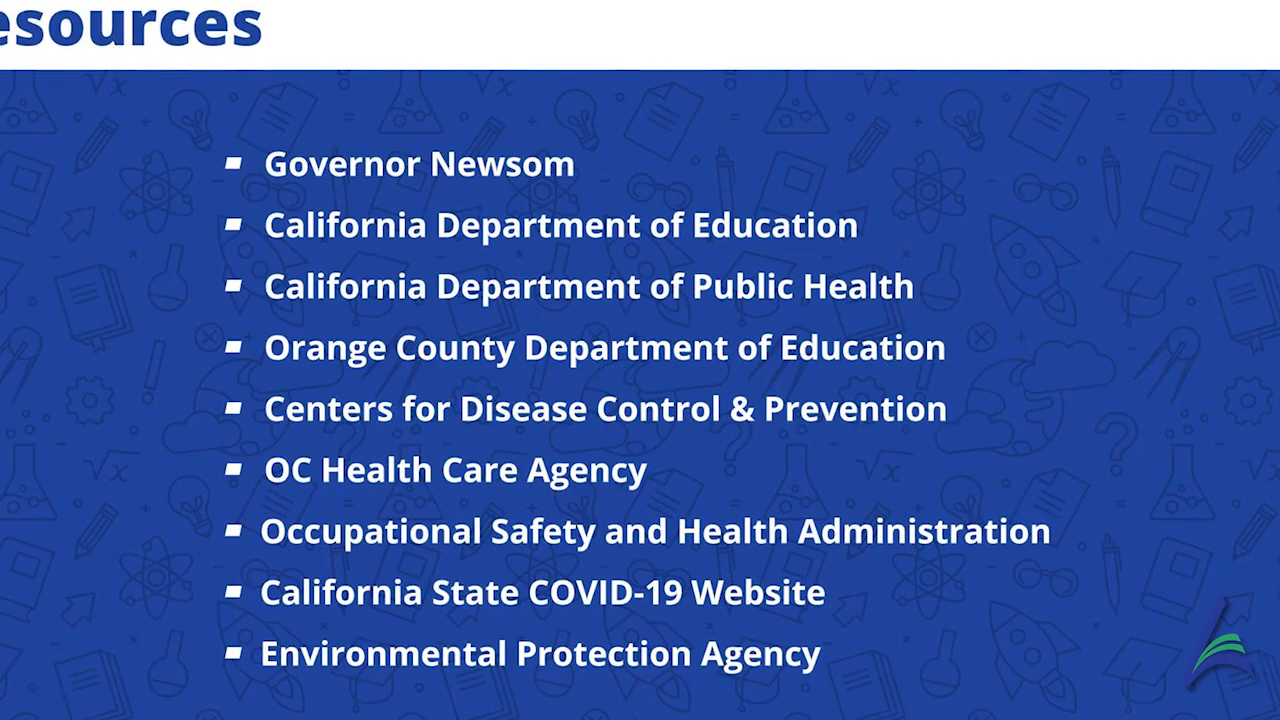 esources
Governor Newsom
California Department of Education
California Department of Public Health
Orange County Department of Education
Centers for Disease Control & Prevention
OC Health Care Agency
Occupational Safety and Health Administration
California State COVID-19 Website
Environmental Protection Agency